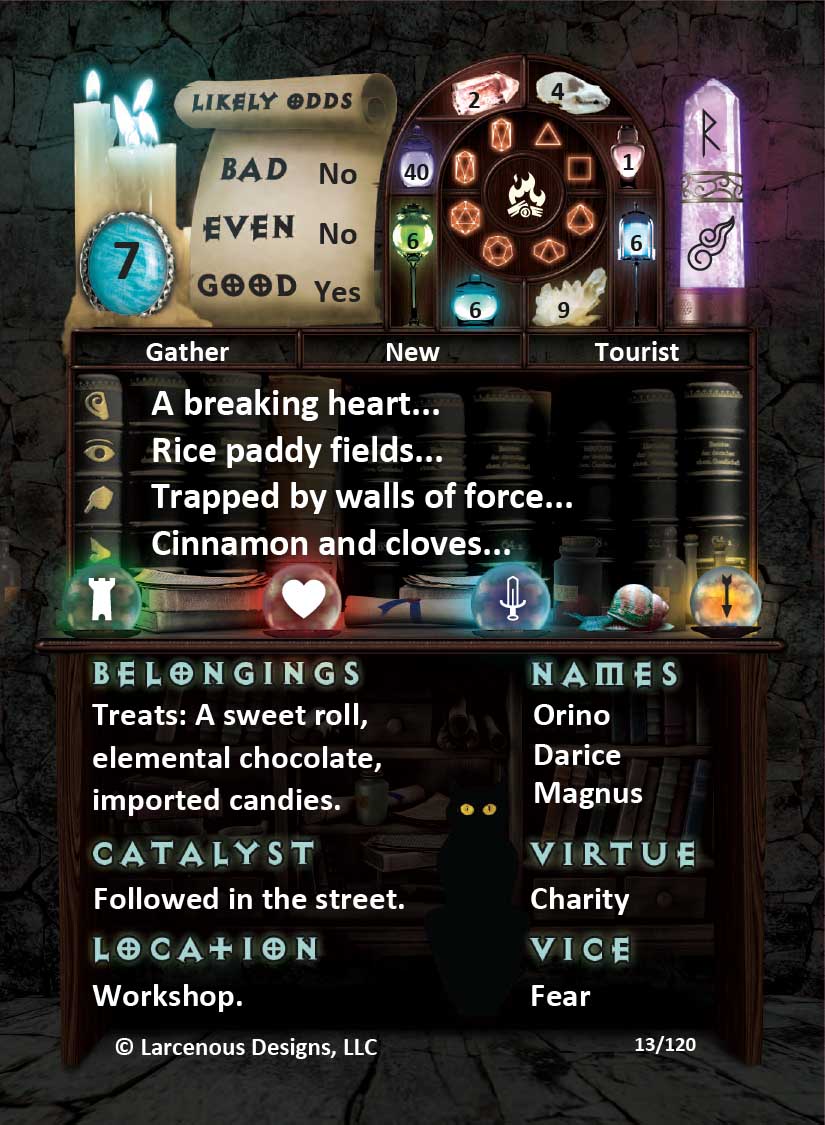 LIKELY ODDS
BAD No
EVEN No
GOOD Yes
7
2
4
40
1
6
6
6
9
Gather New Tourist
A breaking heart...
Rice paddy fields...
Trapped by walls of force...
Cinnamon and cloves...
BELONGINGS
Treats: A sweet roll,
elemental chocolate,
imported candies.
NAMES
Orino
Darice
Magnus
CATALYST
Followed in the street.
VIRTUE
Charity
LOCATION
Workshop.
VICE
Fear
© Larcenous Designs, LLC
13/120